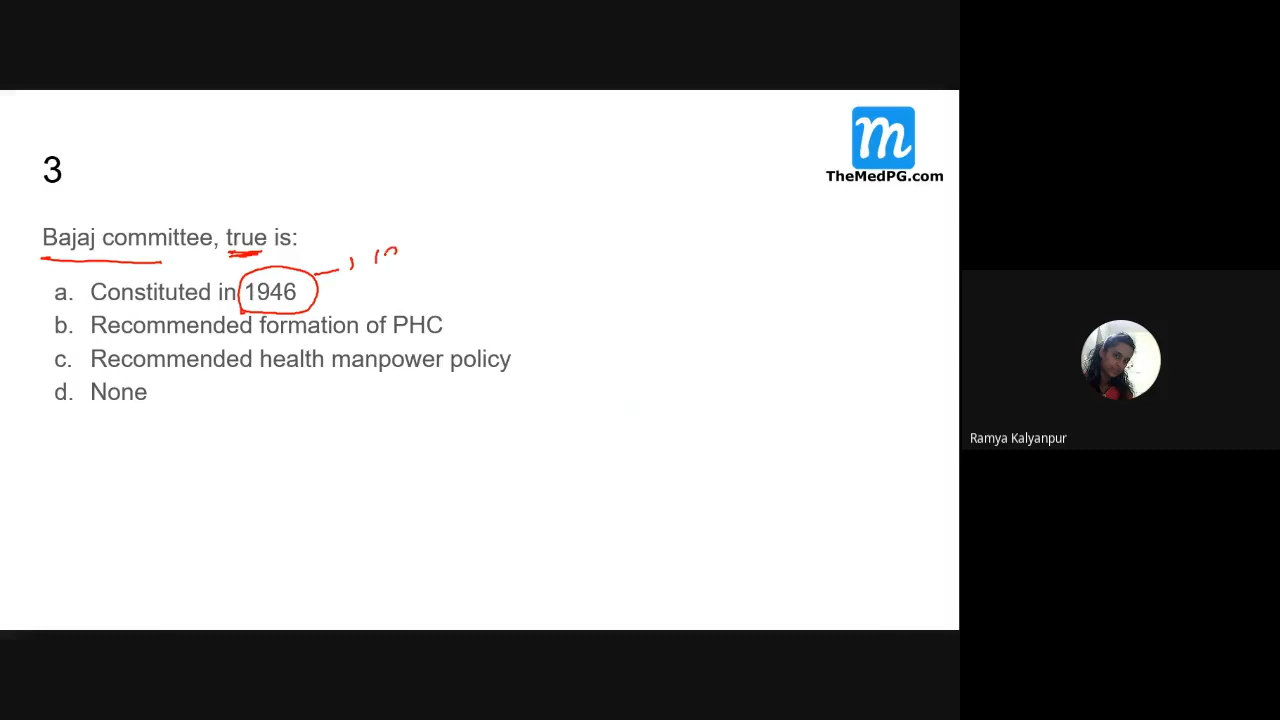 m
TheMedPG.com
3
Bajaj committee, true is:
a. Constituted in 1946
b. Recommended formation of PHC
c. Recommended health manpower policy
d. None
Ramya Kalyanpur